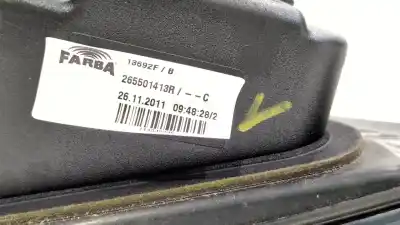 FARBA
13692F / B
265501413R / -- C
26.11.2011 09:48:28/2